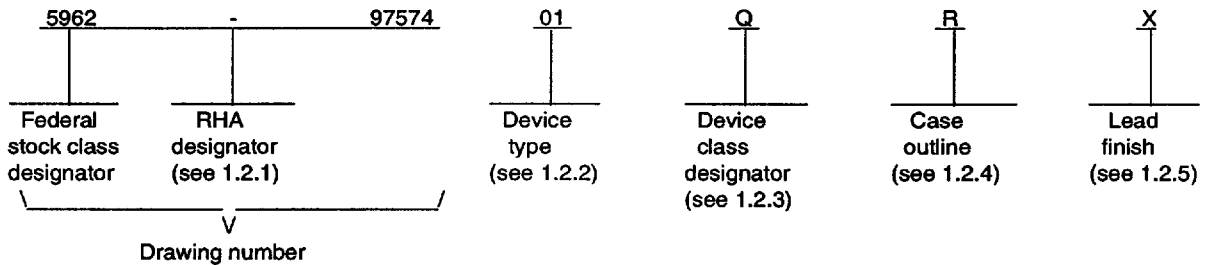 5962 - 97574 01 Q R X
Federal stock class designator
RHA designator (see 1.2.1)
Device type (see 1.2.2)
Device class designator (see 1.2.3)
Case outline (see 1.2.4)
Lead finish (see 1.2.5)
\ /
V
Drawing number